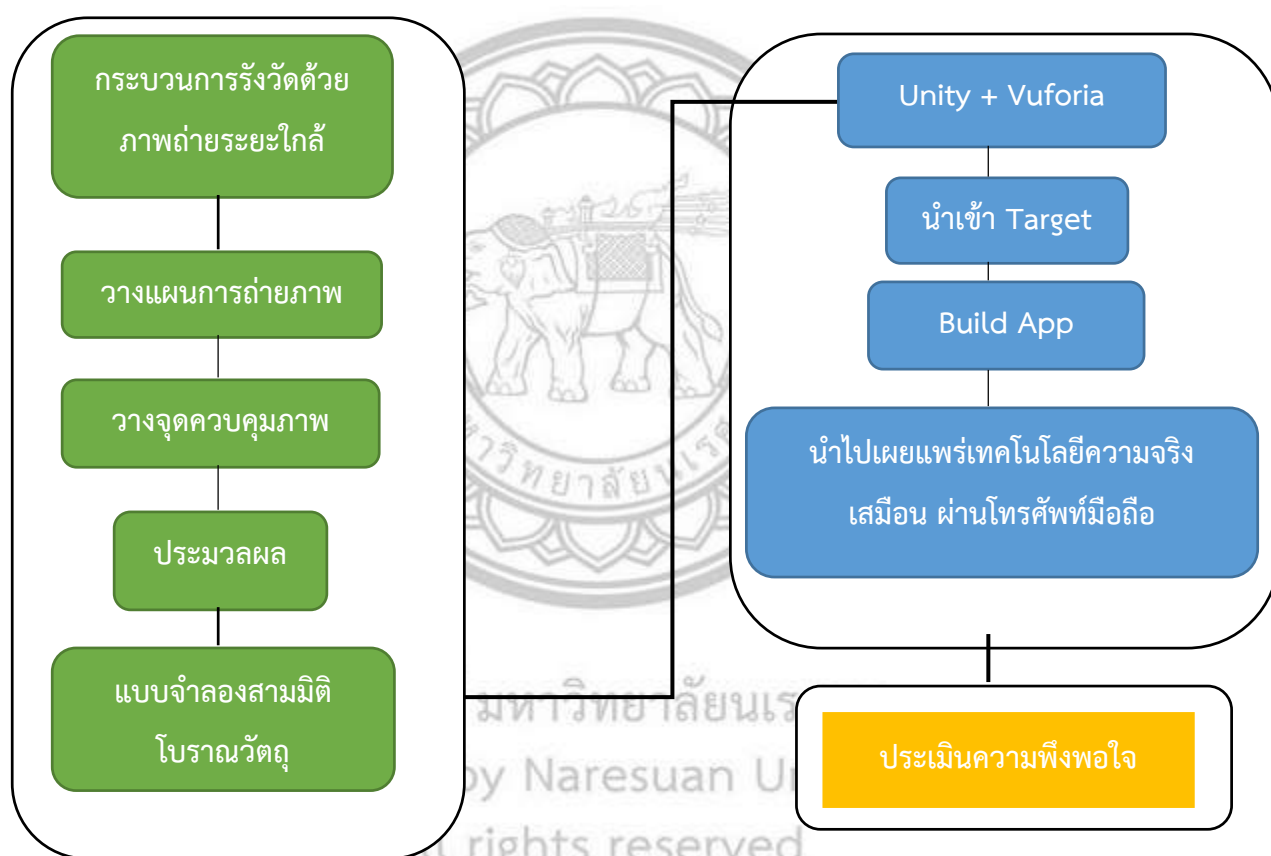 กระบวนการรังวัดด้วย
ภาพถ่ายระยะใกล้
วางแผนการถ่ายภาพ
วางจุดควบคุมภาพ
ประมวลผล
แบบจำลองสามมิติ
โบราณวัตถุ
Unity + Vuforia
นำเข้า Target
Build App
นำไปเผยแพร่เทคโนโลยีความจริง
เสมือน ผ่านโทรศัพท์มือถือ
ประเมินความพึงพอใจ
มหาวิทยาลัยนเร
by Naresuan Un
rights reserved